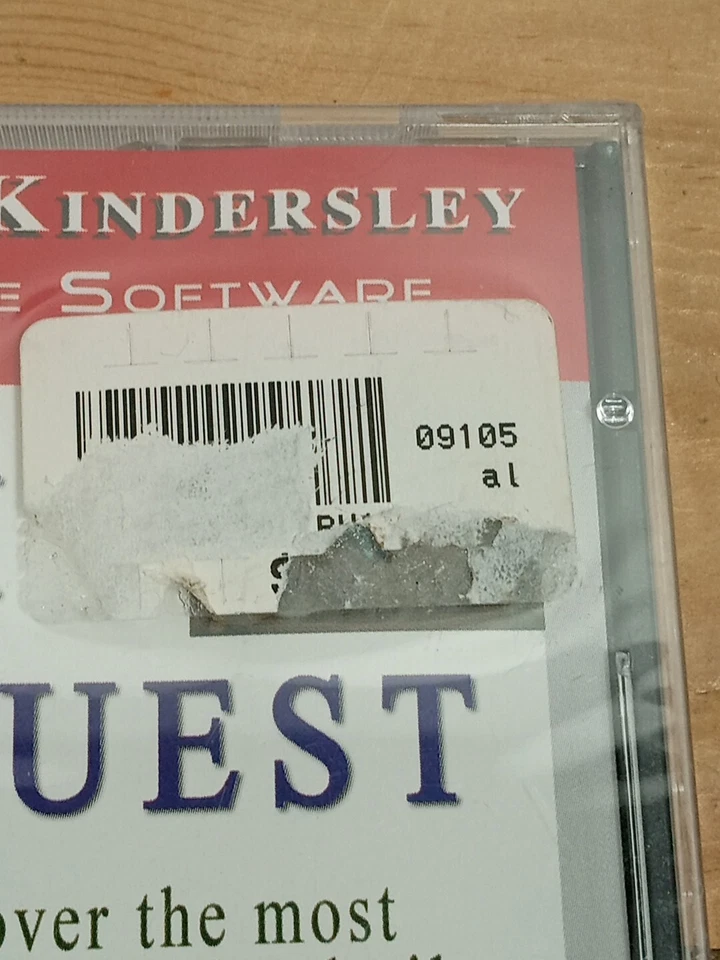 KINDERSLEY
E SOFTWARE
09105
al
UEST
over the most